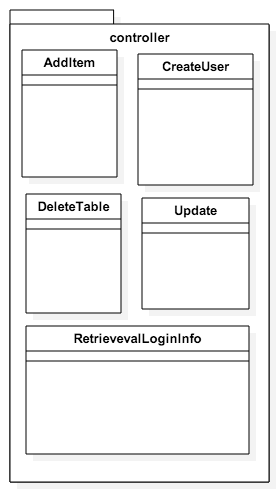 controller
AddItem
CreateUser
DeleteTable
Update
RetrievevalLoginInfo